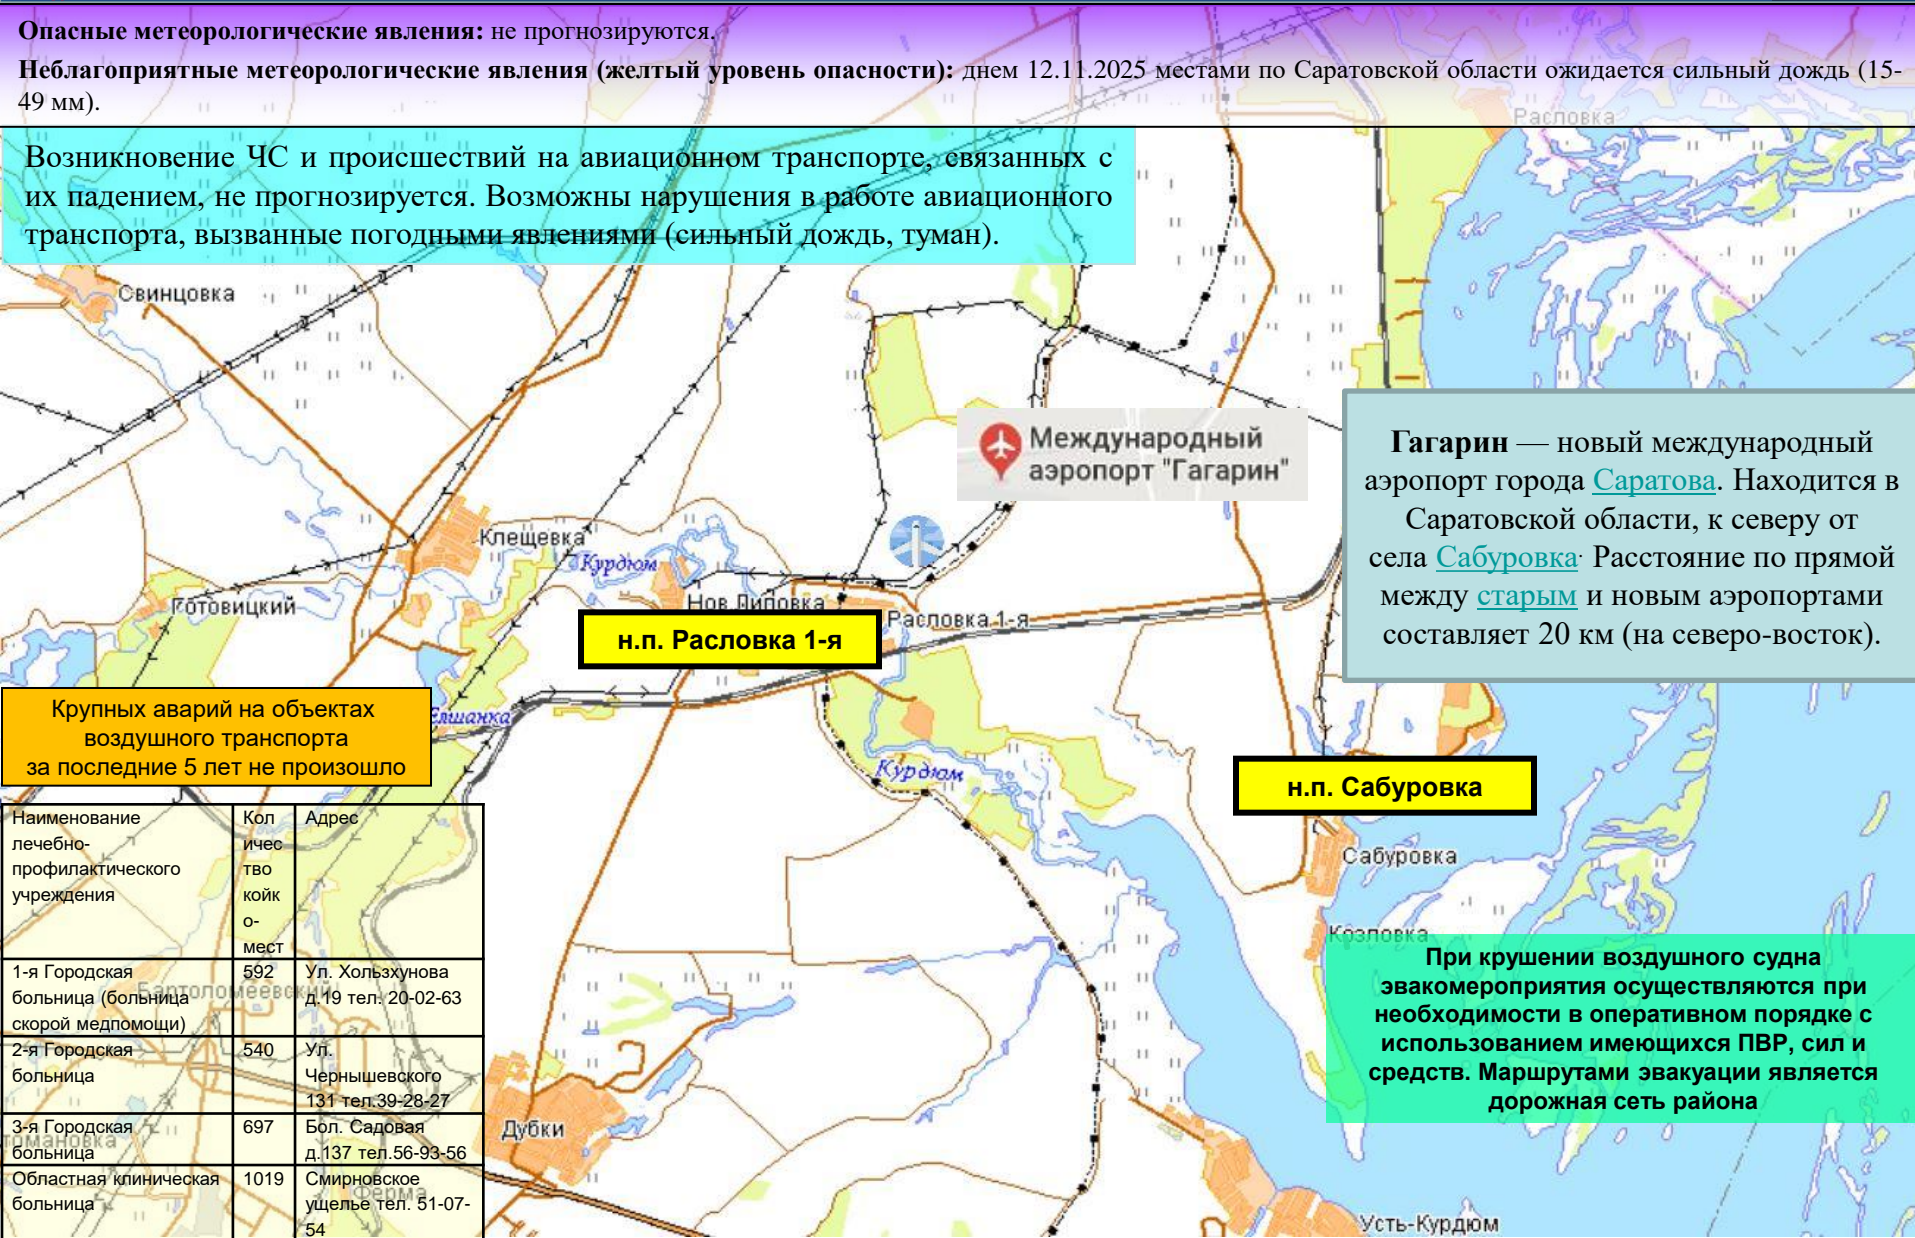 Опасные метеорологические явления: не прогнозируются.
Неблагоприятные метеорологические явления (желтый уровень опасности): днем 12.11.2025 местами по Саратовской области ожидается сильный дождь (15-
49 мм).
Расловка
Возникновение ЧС и происшествий на авиационном транспорте, связанных с
их падением, не прогнозируется. Возможны нарушения в работе авиационного
транспорта, вызванные погодными явлениями (сильный дождь, туман).
Свинцовка
Международный
аэропорт "Гагарин"
Гагарин — новый международный
аэропорт города Саратова. Находится в
Саратовской области, к северу от
села Сабуровка. Расстояние по прямой
между старым и новым аэропортами
составляет 20 км (на северо-восток).
Клещевка
Курдюм
Готовицкий
Нов.Липовка
Расловка 1-я
н.п. Расловка 1-я
Елшанка
Крупных аварий на объектах
воздушного транспорта
за последние 5 лет не произошло
Курдюм
н.п. Сабуровка
Сабуровка
Козловка
Наименование
лечебно-
профилактического
учреждения
Кол
ичес
тво
койк
о-
мест
Адрес
1-я Городская
больница (больница
скорой медпомощи)
592
Ул. Хользхунова
д.19 тел. 20-02-63
2-я Городская
больница
540
Ул.
Чернышевского
131 тел.39-28-27
3-я Городская
больница
697
Бол. Садовая
д.137 тел.56-93-56
Областная клиническая
больница
1019
Смирновское
ущелье тел. 51-07-
54
Бартоломеевский
томановка
Ферма
Дубки
При крушении воздушного судна
эвакомероприятия осуществляются при
необходимости в оперативном порядке с
использованием имеющихся ПВР, сил и
средств. Маршрутами эвакуации является
дорожная сеть района
Усть-Курдюм